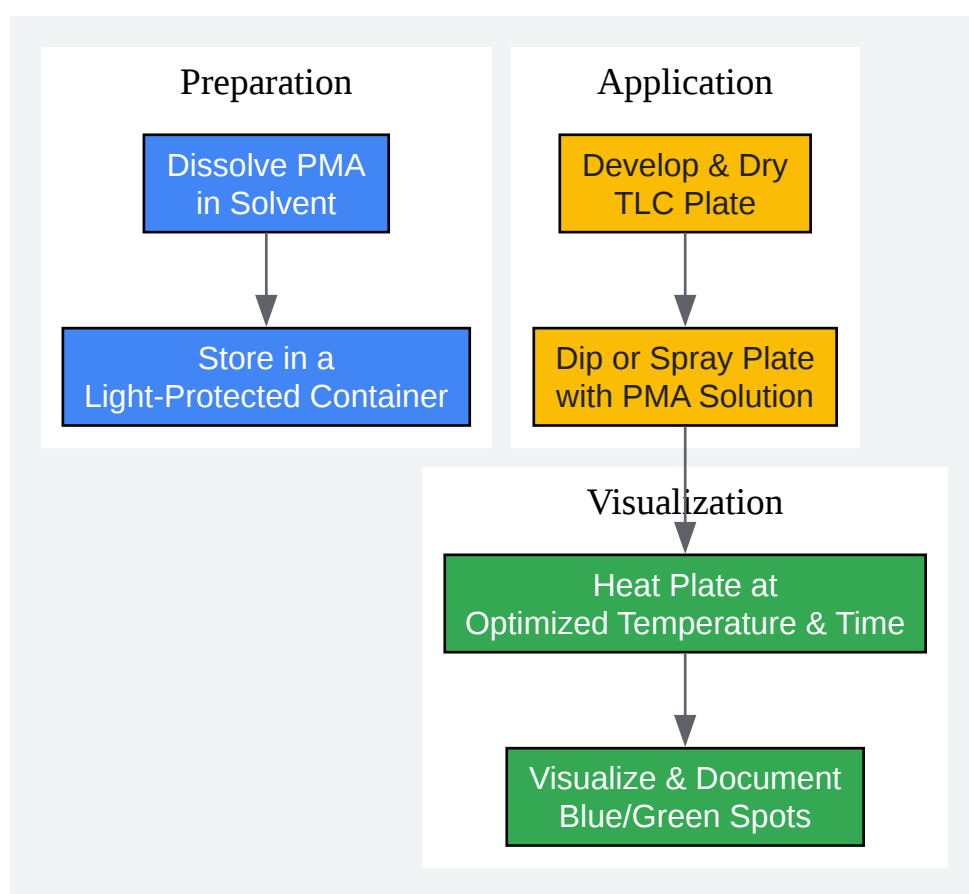 Preparation
Dissolve PMA
in Solvent
Store in a
Light-Protected Container
Application
Develop & Dry
TLC Plate
Dip or Spray Plate
with PMA Solution
Visualization
Heat Plate at
Optimized Temperature & Time
Visualize & Document
Blue/Green Spots